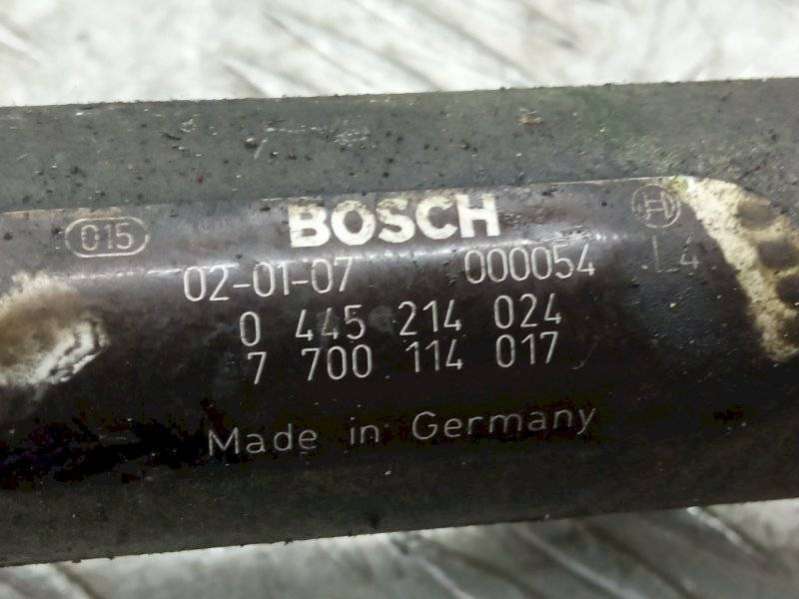 015 BOSCH
02-01-07 000054 L4
0 445 214 024
7 700 114 017
Made in Germany